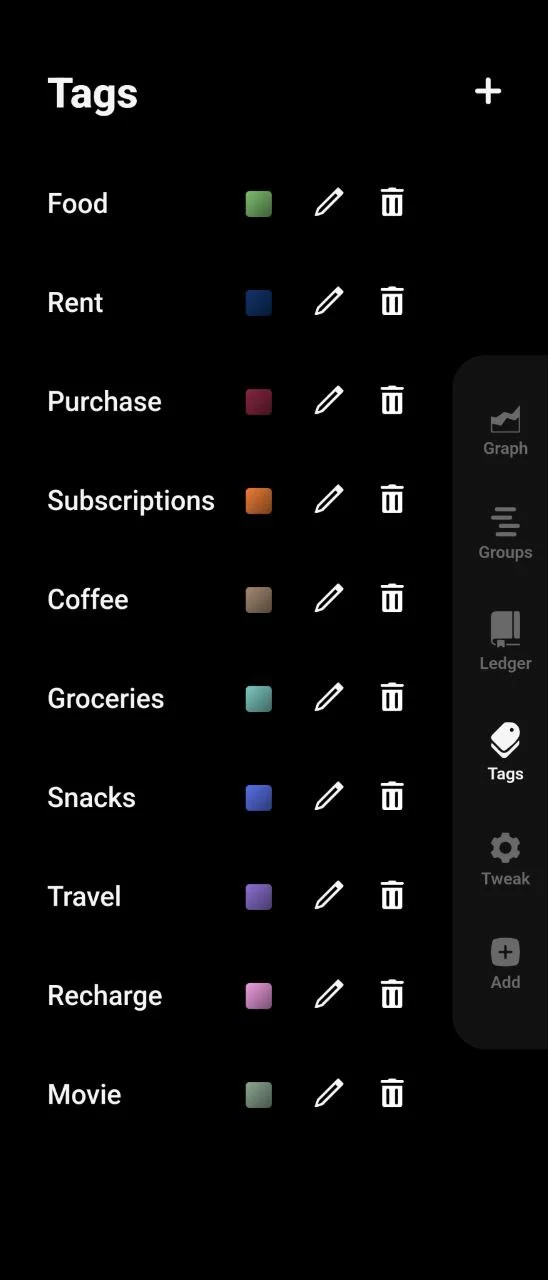 Tags
Food
Rent
Purchase
Subscriptions
Coffee
Groceries
Snacks
Travel
Recharge
Movie
Graph
Groups
Ledger
Tags
Tweak
Add